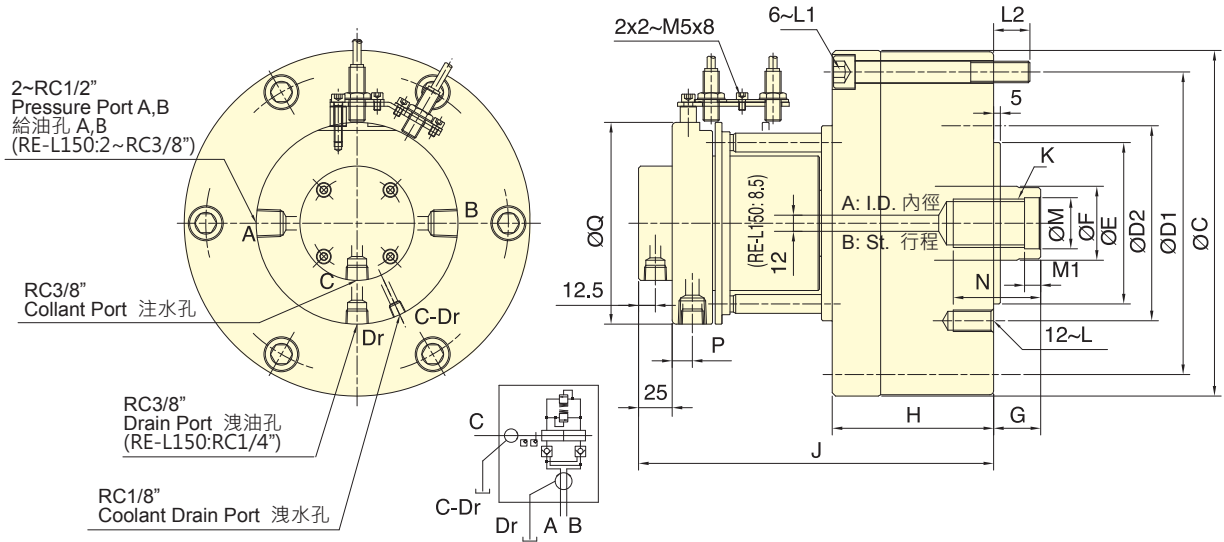 2~RC1/2"
Pressure Port A,B
給油孔 A,B
(RE-L150:2~RC3/8")
A
B
C
RC3/8"
Collant Port 注水孔
C-Dr
Dr
RC3/8"
Drain Port 洩油孔
(RE-L150:RC1/4")
RC1/8"
Coolant Drain Port 洩水孔
C
C-Dr
Dr A B
2x2~M5x8
6~L1
L2
5
K
(RE-L150: 8.5)
12
A: I.D. 內徑
B: St. 行程
ØQ
ØM
ØF
ØE
ØD2
ØD1
ØC
M1
N
12.5
P
12~L
25
H
G
J